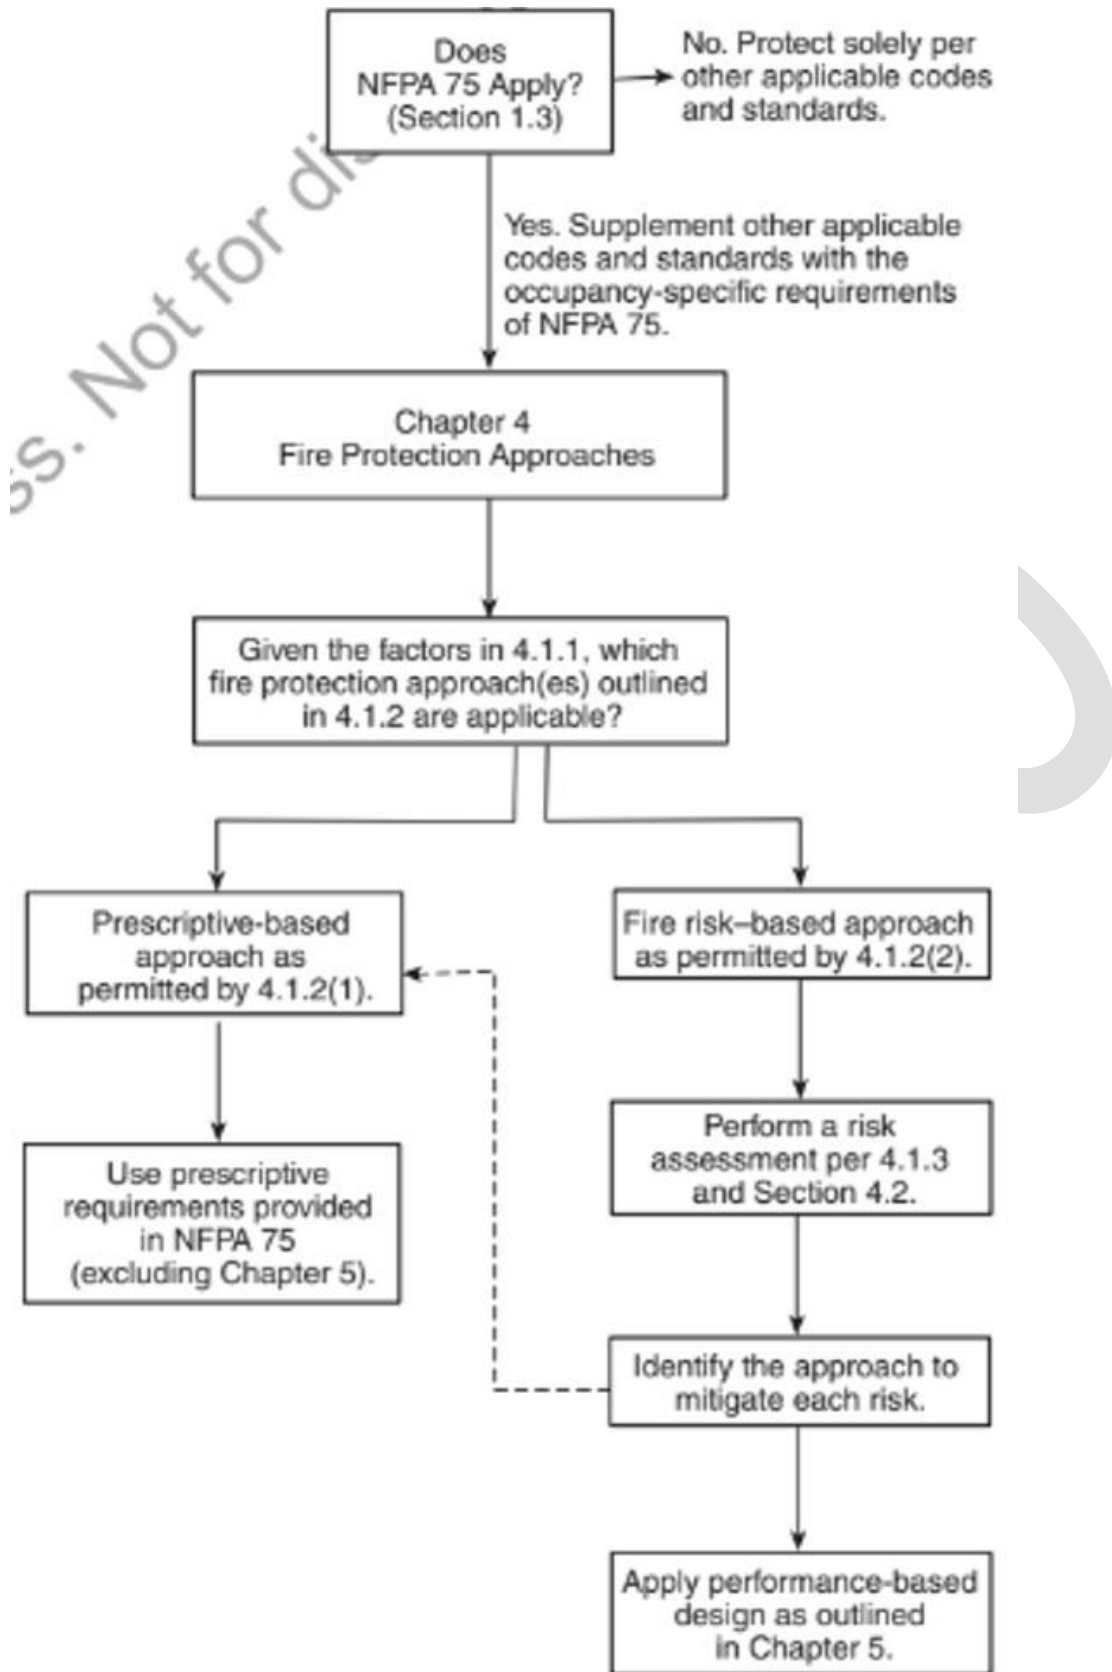 Does
NFPA 75 Apply?
(Section 1.3)
No. Protect solely per
other applicable codes
and standards.
Yes. Supplement other applicable
codes and standards with the
occupancy-specific requirements
of NFPA 75.
ss. Not for dis
Chapter 4
Fire Protection Approaches
Given the factors in 4.1.1, which
fire protection approach(es) outlined
in 4.1.2 are applicable?
Prescriptive-based
approach as
permitted by 4.1.2(1).
Fire risk–based approach
as permitted by 4.1.2(2).
Use prescriptive
requirements provided
in NFPA 75
(excluding Chapter 5).
Perform a risk
assessment per 4.1.3
and Section 4.2.
Identify the approach to
mitigate each risk.
Apply performance-based
design as outlined
in Chapter 5.